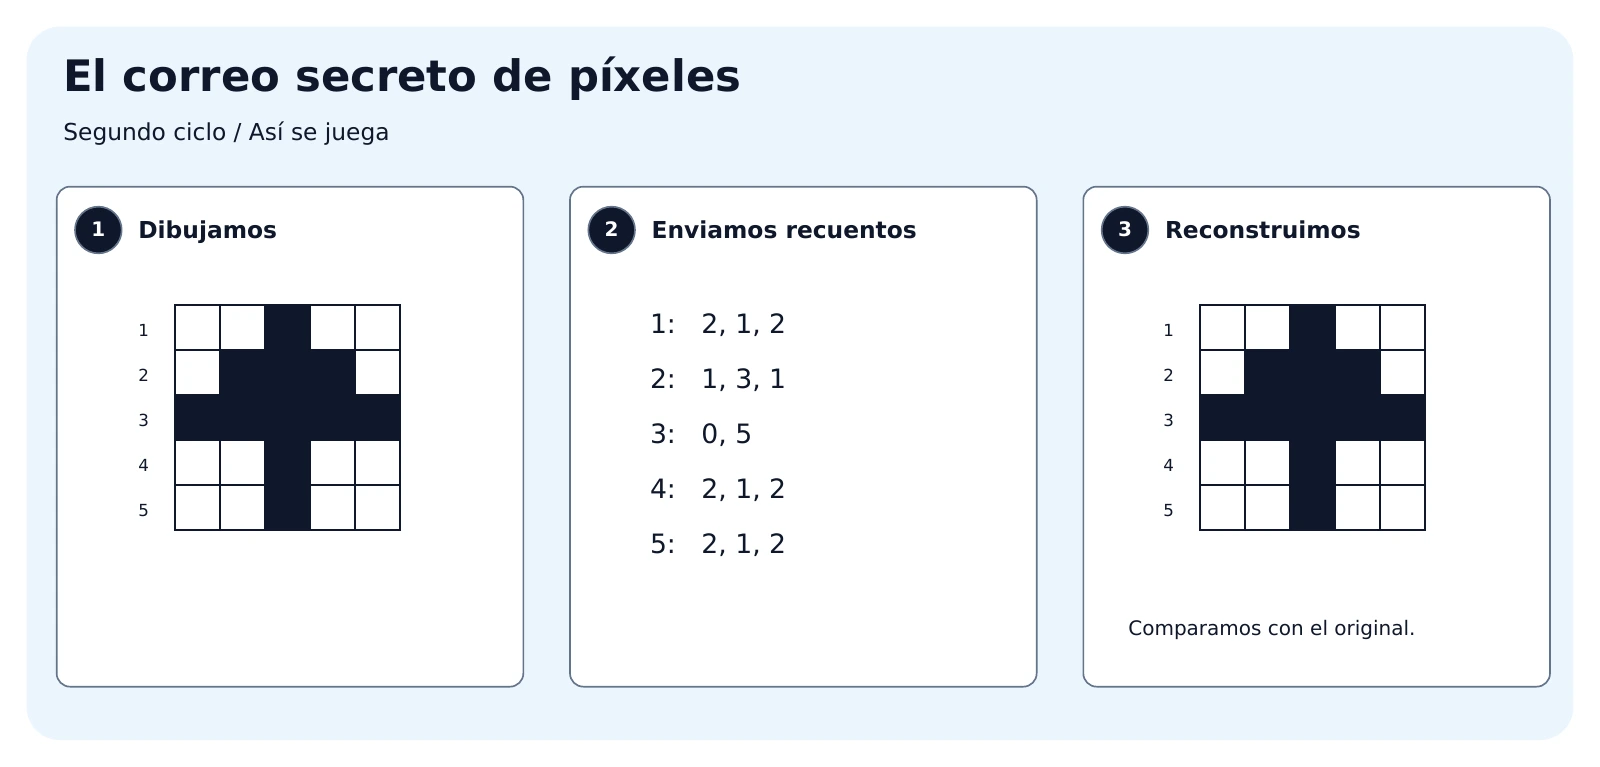 El correo secreto de píxeles
Segundo ciclo / Así se juega
1 Dibujamos
1
2
3
4
5
2 Enviamos recuentos
1: 2, 1, 2
2: 1, 3, 1
3: 0, 5
4: 2, 1, 2
5: 2, 1, 2
3 Reconstruimos
1
2
3
4
5
Comparamos con el original.